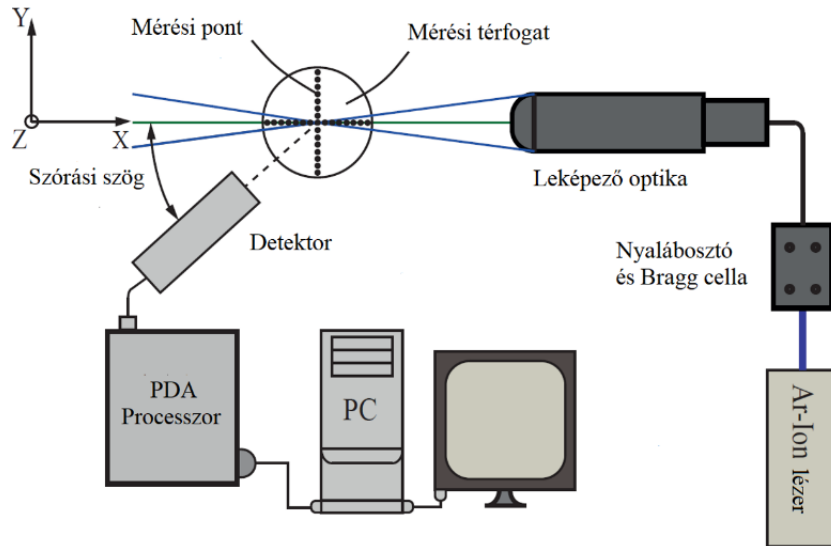 Y
Z
X
Mérési pont
Mérési térfogat
Szórási szög
Detektor
Leképező optika
Nyalábosztó
és Bragg cella
PDA
Processzor
PC
Ar-Ion lézer